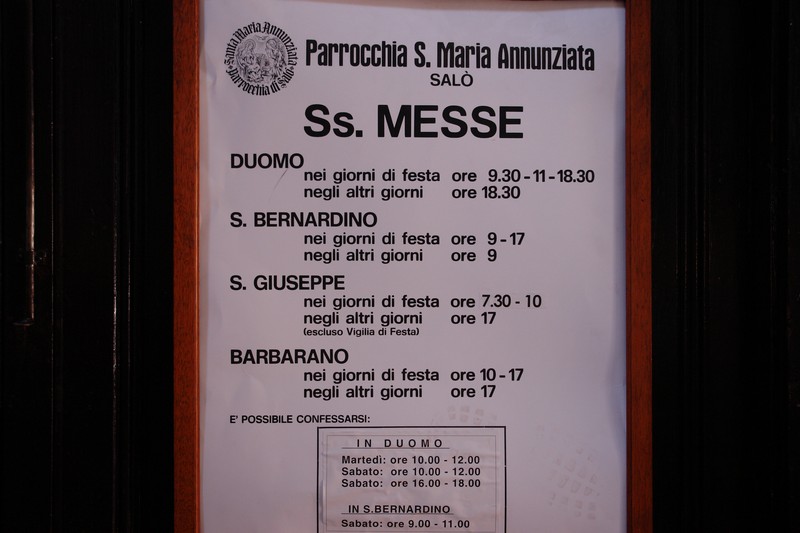 Santa Maria Annunziata
Parrocchia di Salò
Parrocchia S. Maria Annunziata
SALÒ
Ss. MESSE
DUOMO
nei giorni di festa ore 9.30 - 11 - 18.30
negli altri giorni ore 18.30
S. BERNARDINO
nei giorni di festa ore 9 - 17
negli altri giorni ore 9
S. GIUSEPPE
nei giorni di festa ore 7.30 - 10
negli altri giorni ore 17
(escluso Vigilia di Festa)
BARBARANO
nei giorni di festa ore 10 - 17
negli altri giorni ore 17
E' POSSIBILE CONFESSARSI:
IN DUOMO
Martedì: ore 10.00 - 12.00
Sabato: ore 10.00 - 12.00
Sabato: ore 16.00 - 18.00
IN S.BERNARDINO
Sabato: ore 9.00 - 11.00